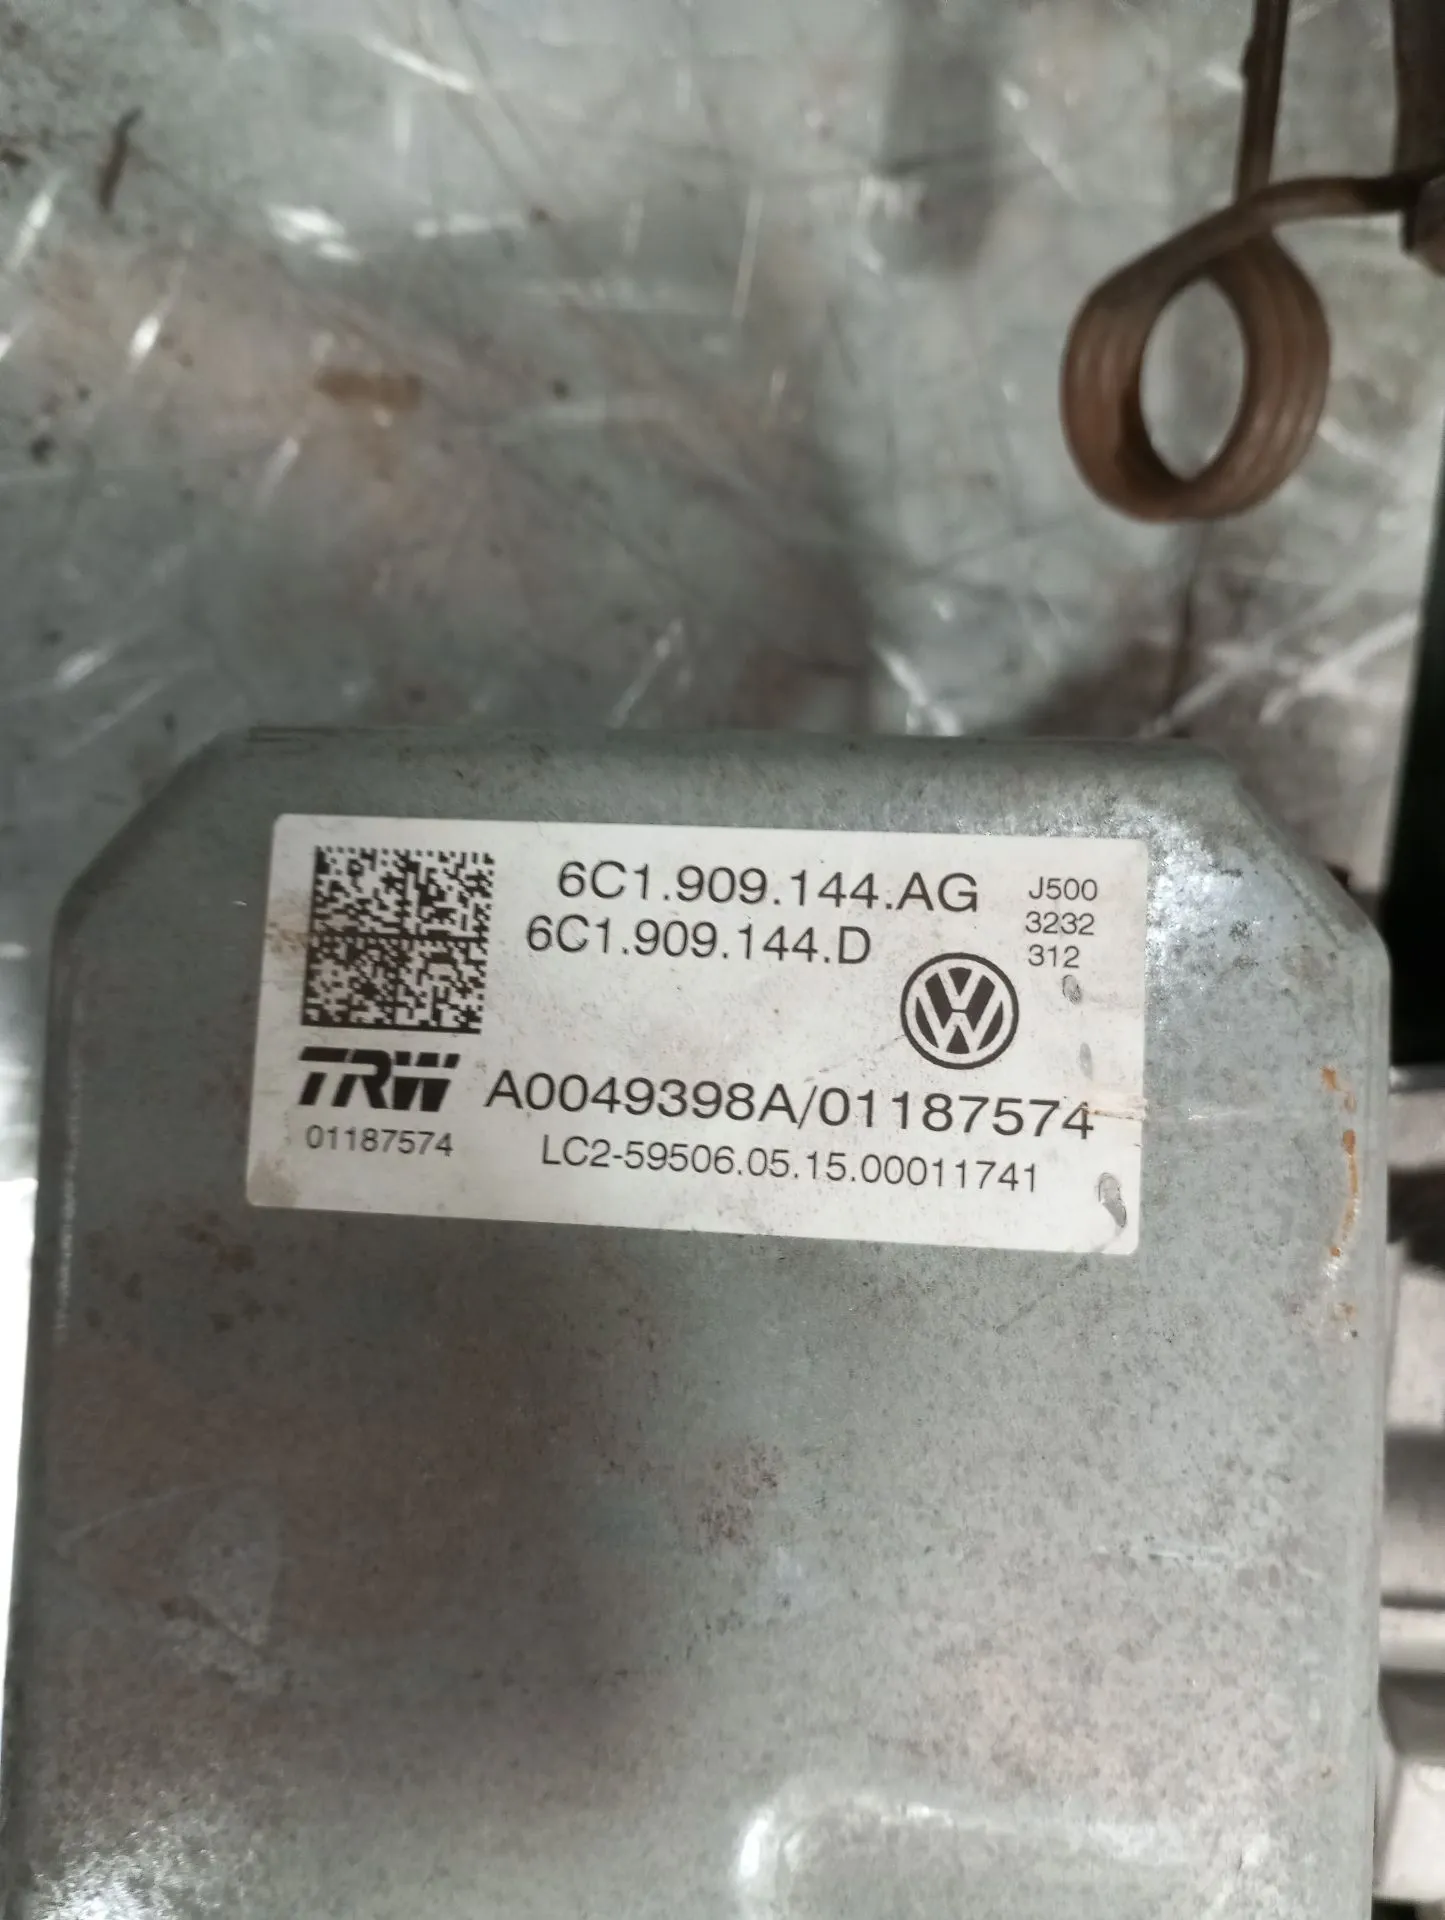 6C1.909.144.AG
6C1.909.144.D
J500
3232
312
TRW
A0049398A/01187574
01187574
LC2-59506.05.15.00011741